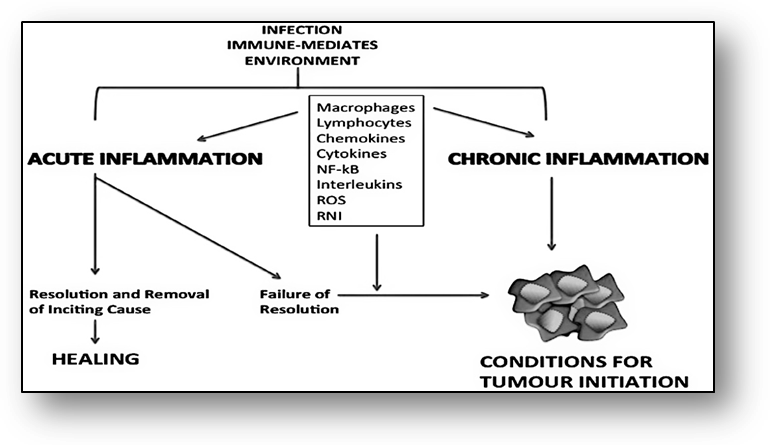 INFECTION
IMMUNE-MEDIATES
ENVIRONMENT
Macrophages
Lymphocytes
Chemokines
Cytokines
NF-kB
Interleukins
ROS
RNI
ACUTE INFLAMMATION
CHRONIC INFLAMMATION
Resolution and Removal
of Inciting Cause
Failure of
Resolution
HEALING
CONDITIONS FOR
TUMOUR INITIATION